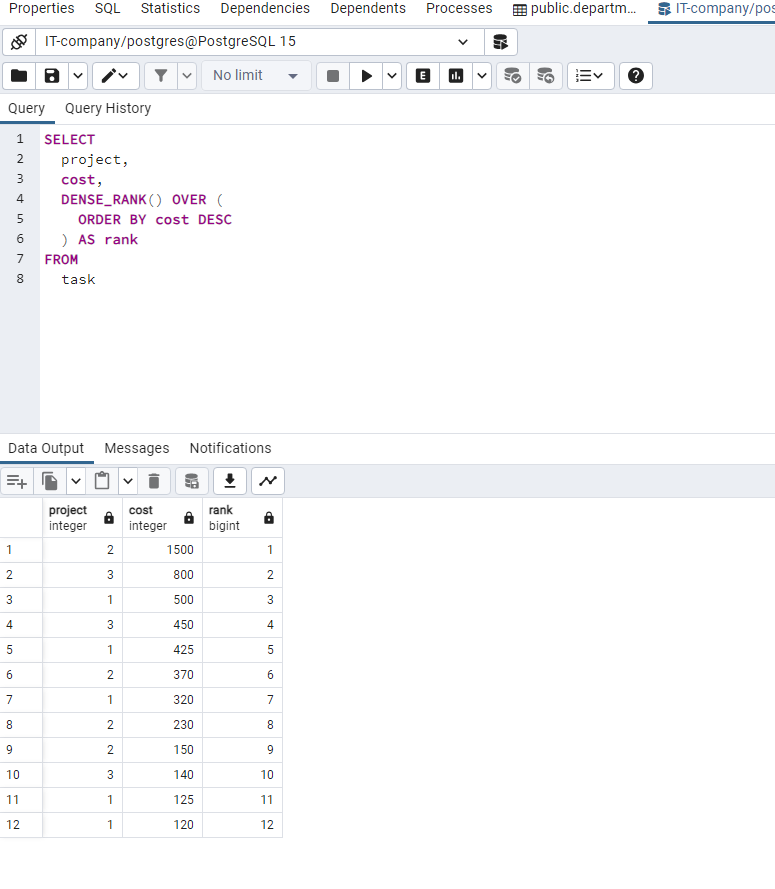 Properties SQL Statistics Dependencies Dependents Processes public.departm... IT-company/pos
IT-company/postgres@PostgreSQL 15
No limit E
Query Query History
1 SELECT
2 project,
3 cost,
4 DENSE_RANK() OVER (
5 ORDER BY cost DESC
6 ) AS rank
7 FROM
8 task
Data Output Messages Notifications
project cost rank
integer integer bigint
1 2 1500 1
2 3 800 2
3 1 500 3
4 3 450 4
5 1 425 5
6 2 370 6
7 1 320 7
8 2 230 8
9 2 150 9
10 3 140 10
11 1 125 11
12 1 120 12